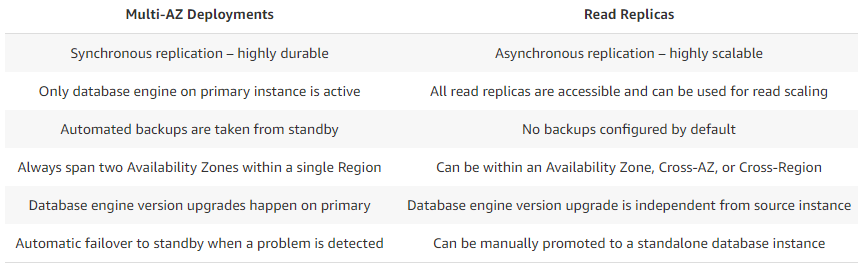 Multi-AZ Deployments Read Replicas
Synchronous replication – highly durable Asynchronous replication – highly scalable
Only database engine on primary instance is active All read replicas are accessible and can be used for read scaling
Automated backups are taken from standby No backups configured by default
Always span two Availability Zones within a single Region Can be within an Availability Zone, Cross-AZ, or Cross-Region
Database engine version upgrades happen on primary Database engine version upgrade is independent from source instance
Automatic failover to standby when a problem is detected Can be manually promoted to a standalone database instance